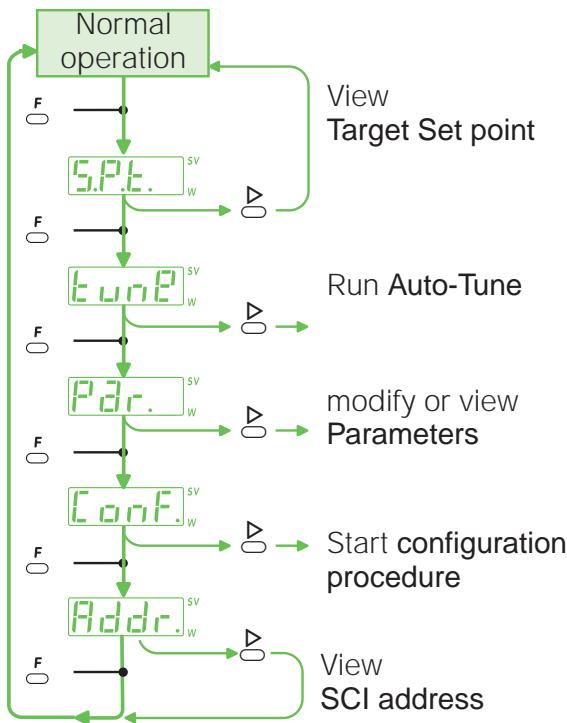 Normal
operation
F
View
Target Set point
S.P.t.
SV
W
F
tunE
SV
W
Run Auto-Tune
F
Par.
SV
W
modify or view
Parameters
F
ConF.
SV
W
Start configuration
procedure
F
Addr.
SV
W
F
View
SCI address